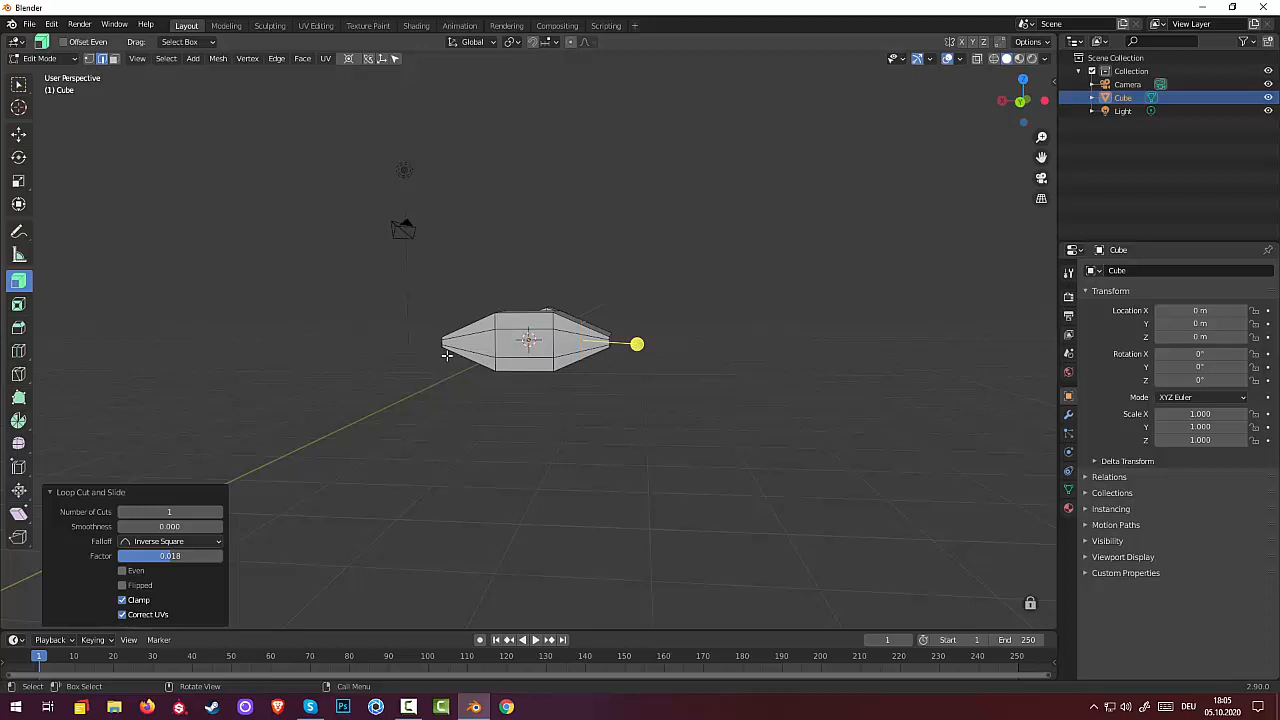 Blender
File Edit Render Window Help
Layout Modeling Sculpting UV Editing Texture Paint Shading Animation Rendering Compositing Scripting +
Scene
View Layer
Offset Even Drag: Select Box
Global
X Y Z
Options
Edit Mode
View Select Add Mesh Vertex Edge Face UV
User Perspective
(1) Cube
Scene Collection
Collection
Camera
Cube
Light
Cube
Cube
Transform
Location X 0 m
Y 0 m
Z 0 m
Rotation X 0°
Y 0°
Z 0°
Mode XYZ Euler
Scale X 1.000
Y 1.000
Z 1.000
Delta Transform
Relations
Collections
Instancing
Motion Paths
Visibility
Viewport Display
Custom Properties
Loop Cut and Slide
Number of Cuts 1
Smoothness 0.000
Falloff Inverse Square
Factor 0.018
Even
Flipped
Clamp
Correct UVs
Playback Keying View Marker
1
Start 1
End 250
1 10 20 30 40 50 60 70 80 90 100 110 120 130 140 150 160 170 180 190 200 210 220 230 240 250
Select Box Select Rotate View Call Menu
2.90.0
DEU
18:05
05.10.2020